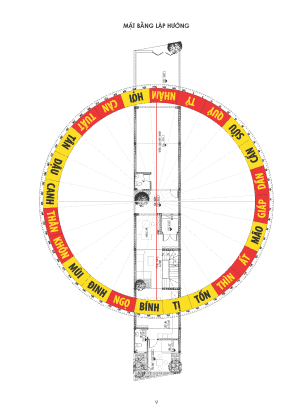 MẶT BẰNG LẬP HƯỚNG
NHÂM
TÝ
QUÝ
SỬU
CẤN
DẦN
GIÁP
MÃO
ẤT
THÌN
TỐN
TỊ
BÍNH
NGỌ
ĐINH
MÙI
KHÔN
THÂN
CANH
DẬU
TÂN
TUẤT
CÀN
HỢI
9